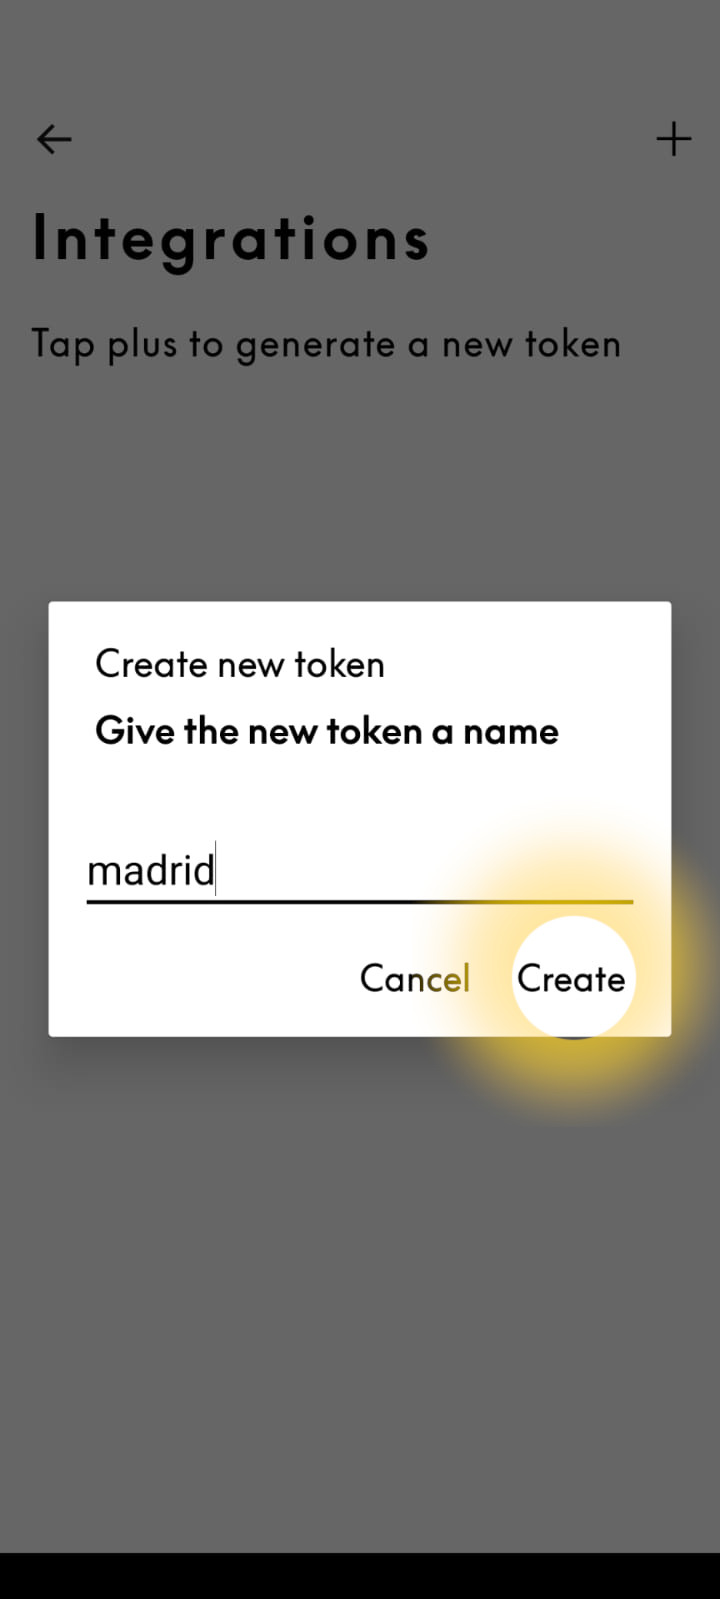 Integrations
Tap plus to generate a new token
Create new token
Give the new token a name
madrid
Cancel Create